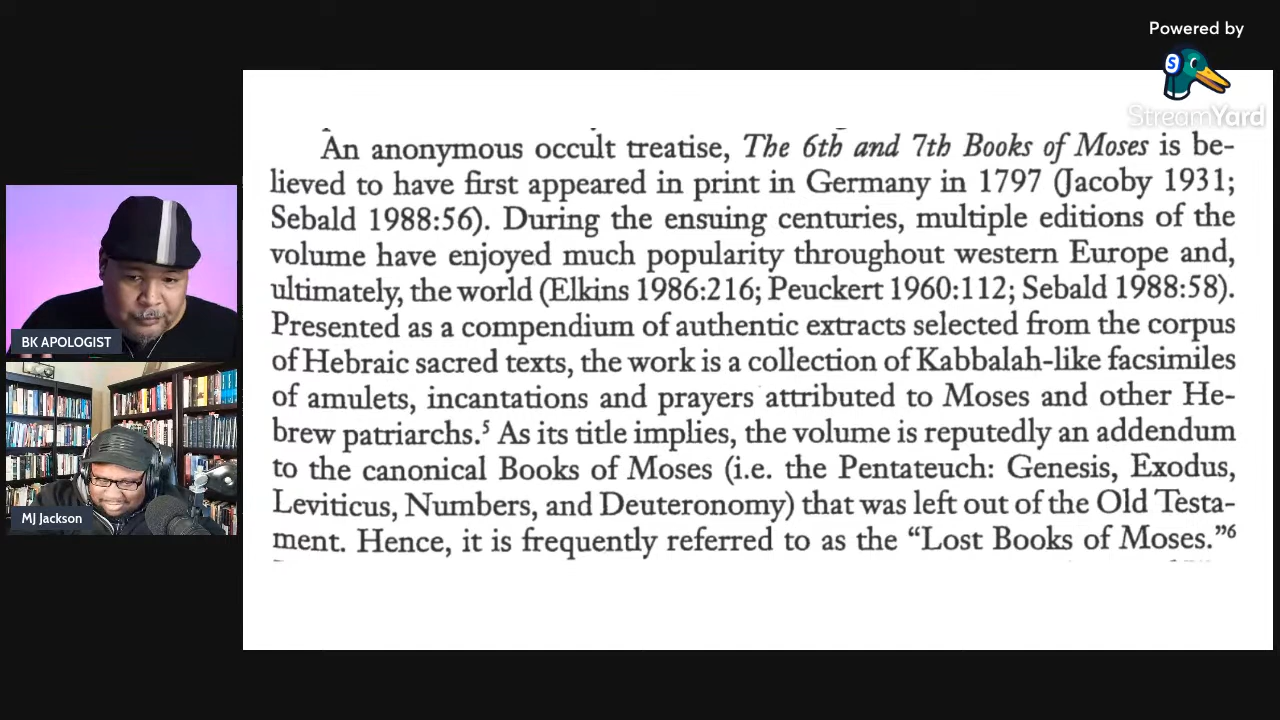 Powered by
S
StreamYard
An anonymous occult treatise, The 6th and 7th Books of Moses is be-
lieved to have first appeared in print in Germany in 1797 (Jacoby 1931;
Sebald 1988:56). During the ensuing centuries, multiple editions of the
volume have enjoyed much popularity throughout western Europe and,
ultimately, the world (Elkins 1986:216; Peuckert 1960:112; Sebald 1988:58).
Presented as a compendium of authentic extracts selected from the corpus
of Hebraic sacred texts, the work is a collection of Kabbalah-like facsimiles
of amulets, incantations and prayers attributed to Moses and other He-
brew patriarchs.⁵ As its title implies, the volume is reputedly an addendum
to the canonical Books of Moses (i.e. the Pentateuch: Genesis, Exodus,
Leviticus, Numbers, and Deuteronomy) that was left out of the Old Testa-
ment. Hence, it is frequently referred to as the “Lost Books of Moses.”⁶
BK APOLOGIST
MJ Jackson